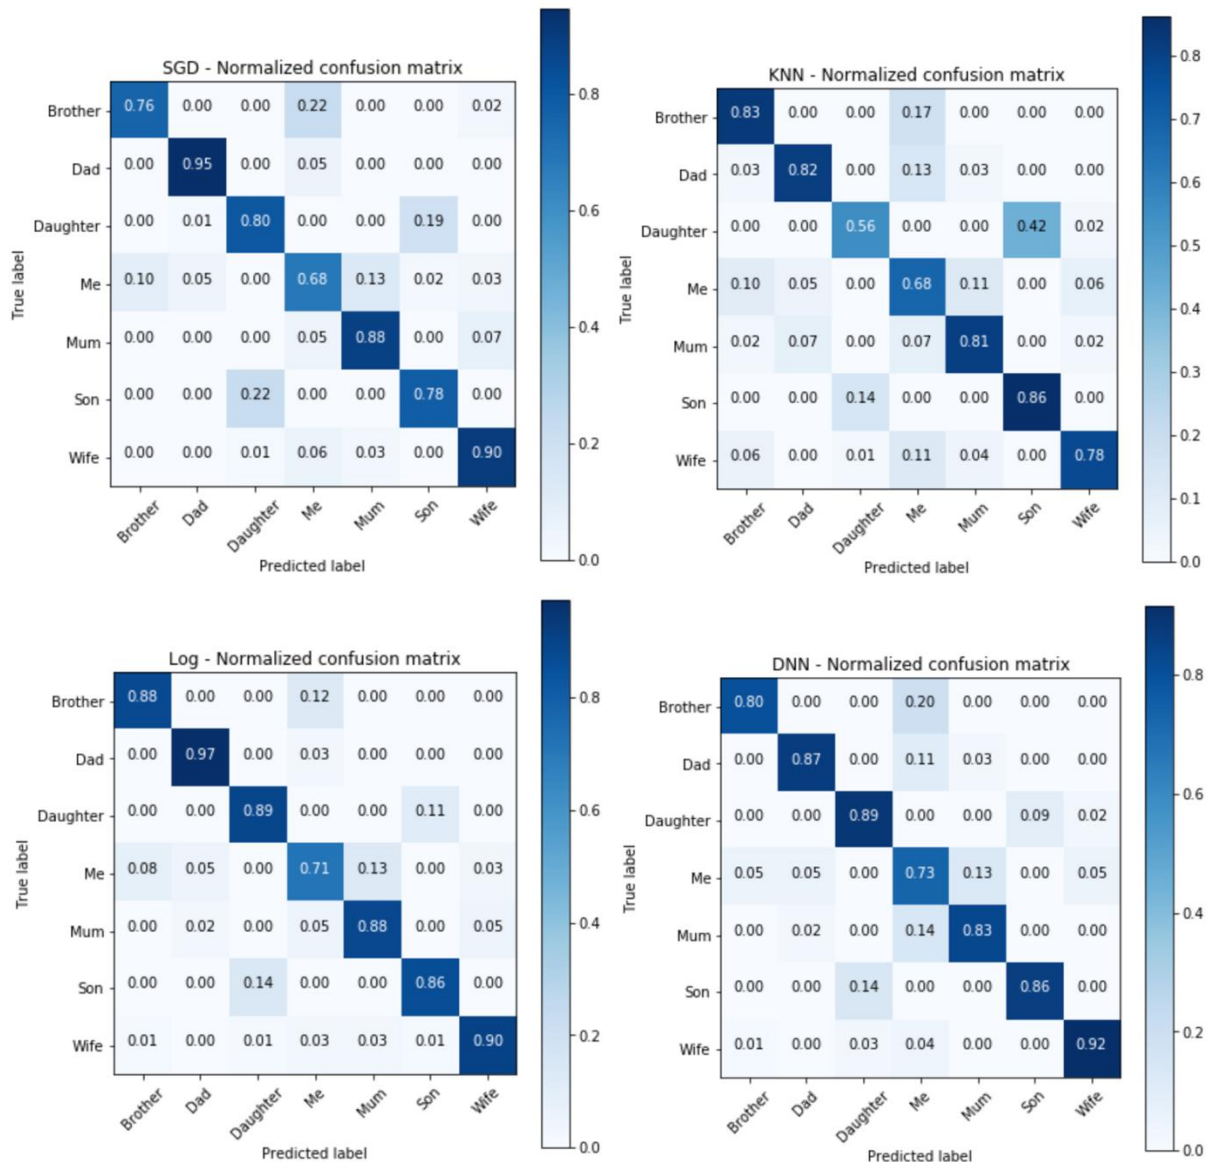 SGD - Normalized confusion matrix
True label
Brother 0.76 0.00 0.00 0.22 0.00 0.00 0.02
Dad 0.00 0.95 0.00 0.05 0.00 0.00 0.00
Daughter 0.00 0.01 0.80 0.00 0.00 0.19 0.00
Me 0.10 0.05 0.00 0.68 0.13 0.02 0.03
Mum 0.00 0.00 0.00 0.05 0.88 0.00 0.07
Son 0.00 0.00 0.22 0.00 0.00 0.78 0.00
Wife 0.00 0.00 0.01 0.06 0.03 0.00 0.90
Brother Dad Daughter Me Mum Son Wife
Predicted label
0.8
0.6
0.4
0.2
0.0
KNN - Normalized confusion matrix
True label
Brother 0.83 0.00 0.00 0.17 0.00 0.00 0.00
Dad 0.03 0.82 0.00 0.13 0.03 0.00 0.00
Daughter 0.00 0.00 0.56 0.00 0.00 0.42 0.02
Me 0.10 0.05 0.00 0.68 0.11 0.00 0.06
Mum 0.02 0.07 0.00 0.07 0.81 0.00 0.02
Son 0.00 0.00 0.14 0.00 0.00 0.86 0.00
Wife 0.06 0.00 0.01 0.11 0.04 0.00 0.78
Brother Dad Daughter Me Mum Son Wife
Predicted label
0.8
0.7
0.6
0.5
0.4
0.3
0.2
0.1
0.0
Log - Normalized confusion matrix
True label
Brother 0.88 0.00 0.00 0.12 0.00 0.00 0.00
Dad 0.00 0.97 0.00 0.03 0.00 0.00 0.00
Daughter 0.00 0.00 0.89 0.00 0.00 0.11 0.00
Me 0.08 0.05 0.00 0.71 0.13 0.00 0.03
Mum 0.00 0.02 0.00 0.05 0.88 0.00 0.05
Son 0.00 0.00 0.14 0.00 0.00 0.86 0.00
Wife 0.01 0.00 0.01 0.03 0.03 0.01 0.90
Brother Dad Daughter Me Mum Son Wife
Predicted label
0.8
0.6
0.4
0.2
0.0
DNN - Normalized confusion matrix
True label
Brother 0.80 0.00 0.00 0.20 0.00 0.00 0.00
Dad 0.00 0.87 0.00 0.11 0.03 0.00 0.00
Daughter 0.00 0.00 0.89 0.00 0.00 0.09 0.02
Me 0.05 0.05 0.00 0.73 0.13 0.00 0.05
Mum 0.00 0.02 0.00 0.14 0.83 0.00 0.00
Son 0.00 0.00 0.14 0.00 0.00 0.86 0.00
Wife 0.01 0.00 0.03 0.04 0.00 0.00 0.92
Brother Dad Daughter Me Mum Son Wife
Predicted label
0.8
0.6
0.4
0.2
0.0